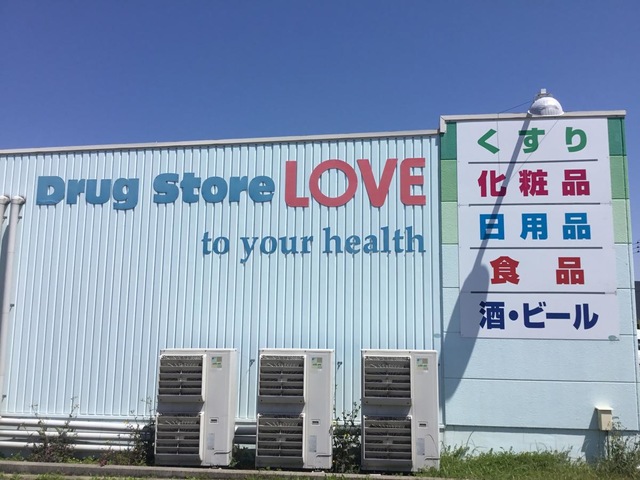 Drug Store LOVE
to your health
くすり
化粧品
日用品
食品
酒・ビール